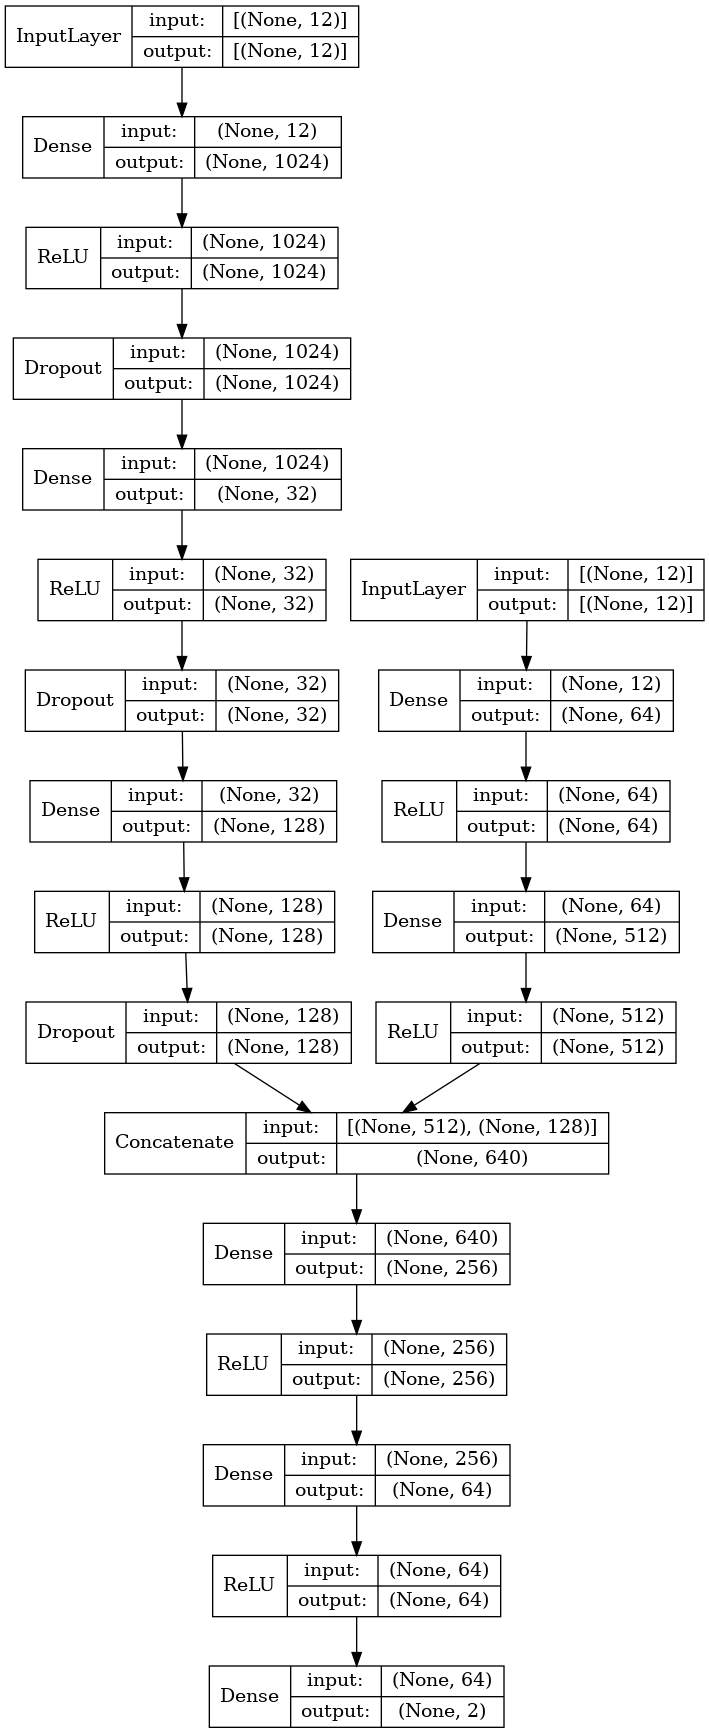 InputLayer input: [(None, 12)]
output: [(None, 12)]
Dense input: (None, 12)
output: (None, 1024)
ReLU input: (None, 1024)
output: (None, 1024)
Dropout input: (None, 1024)
output: (None, 1024)
Dense input: (None, 1024)
output: (None, 32)
ReLU input: (None, 32)
output: (None, 32)
InputLayer input: [(None, 12)]
output: [(None, 12)]
Dropout input: (None, 32)
output: (None, 32)
Dense input: (None, 12)
output: (None, 64)
Dense input: (None, 32)
output: (None, 128)
ReLU input: (None, 64)
output: (None, 64)
ReLU input: (None, 128)
output: (None, 128)
Dense input: (None, 64)
output: (None, 512)
Dropout input: (None, 128)
output: (None, 128)
ReLU input: (None, 512)
output: (None, 512)
Concatenate input: [(None, 512), (None, 128)]
output: (None, 640)
Dense input: (None, 640)
output: (None, 256)
ReLU input: (None, 256)
output: (None, 256)
Dense input: (None, 256)
output: (None, 64)
ReLU input: (None, 64)
output: (None, 64)
Dense input: (None, 64)
output: (None, 2)